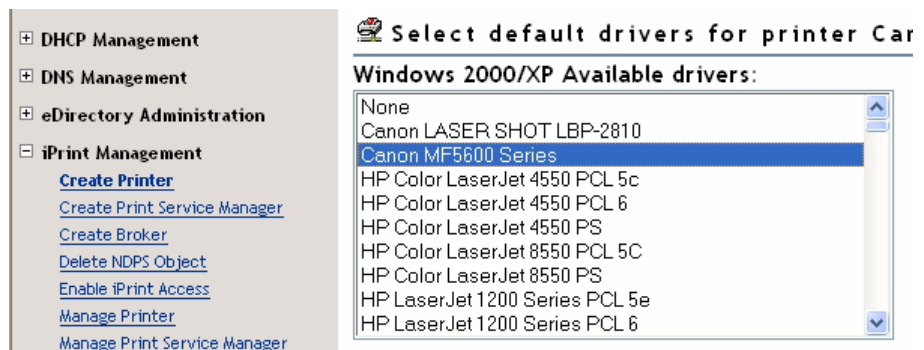 DHCP Management
DNS Management
eDirectory Administration
iPrint Management
Create Printer
Create Print Service Manager
Create Broker
Delete NDPS Object
Enable iPrint Access
Manage Printer
Manage Print Service Manager
Select default drivers for printer Car
Windows 2000/XP Available drivers:
None
Canon LASER SHOT LBP-2810
Canon MF5600 Series
HP Color LaserJet 4550 PCL 5c
HP Color LaserJet 4550 PCL 6
HP Color LaserJet 4550 PS
HP Color LaserJet 8550 PCL 5C
HP Color LaserJet 8550 PS
HP LaserJet 1200 Series PCL 5e
HP LaserJet 1200 Series PCL 6